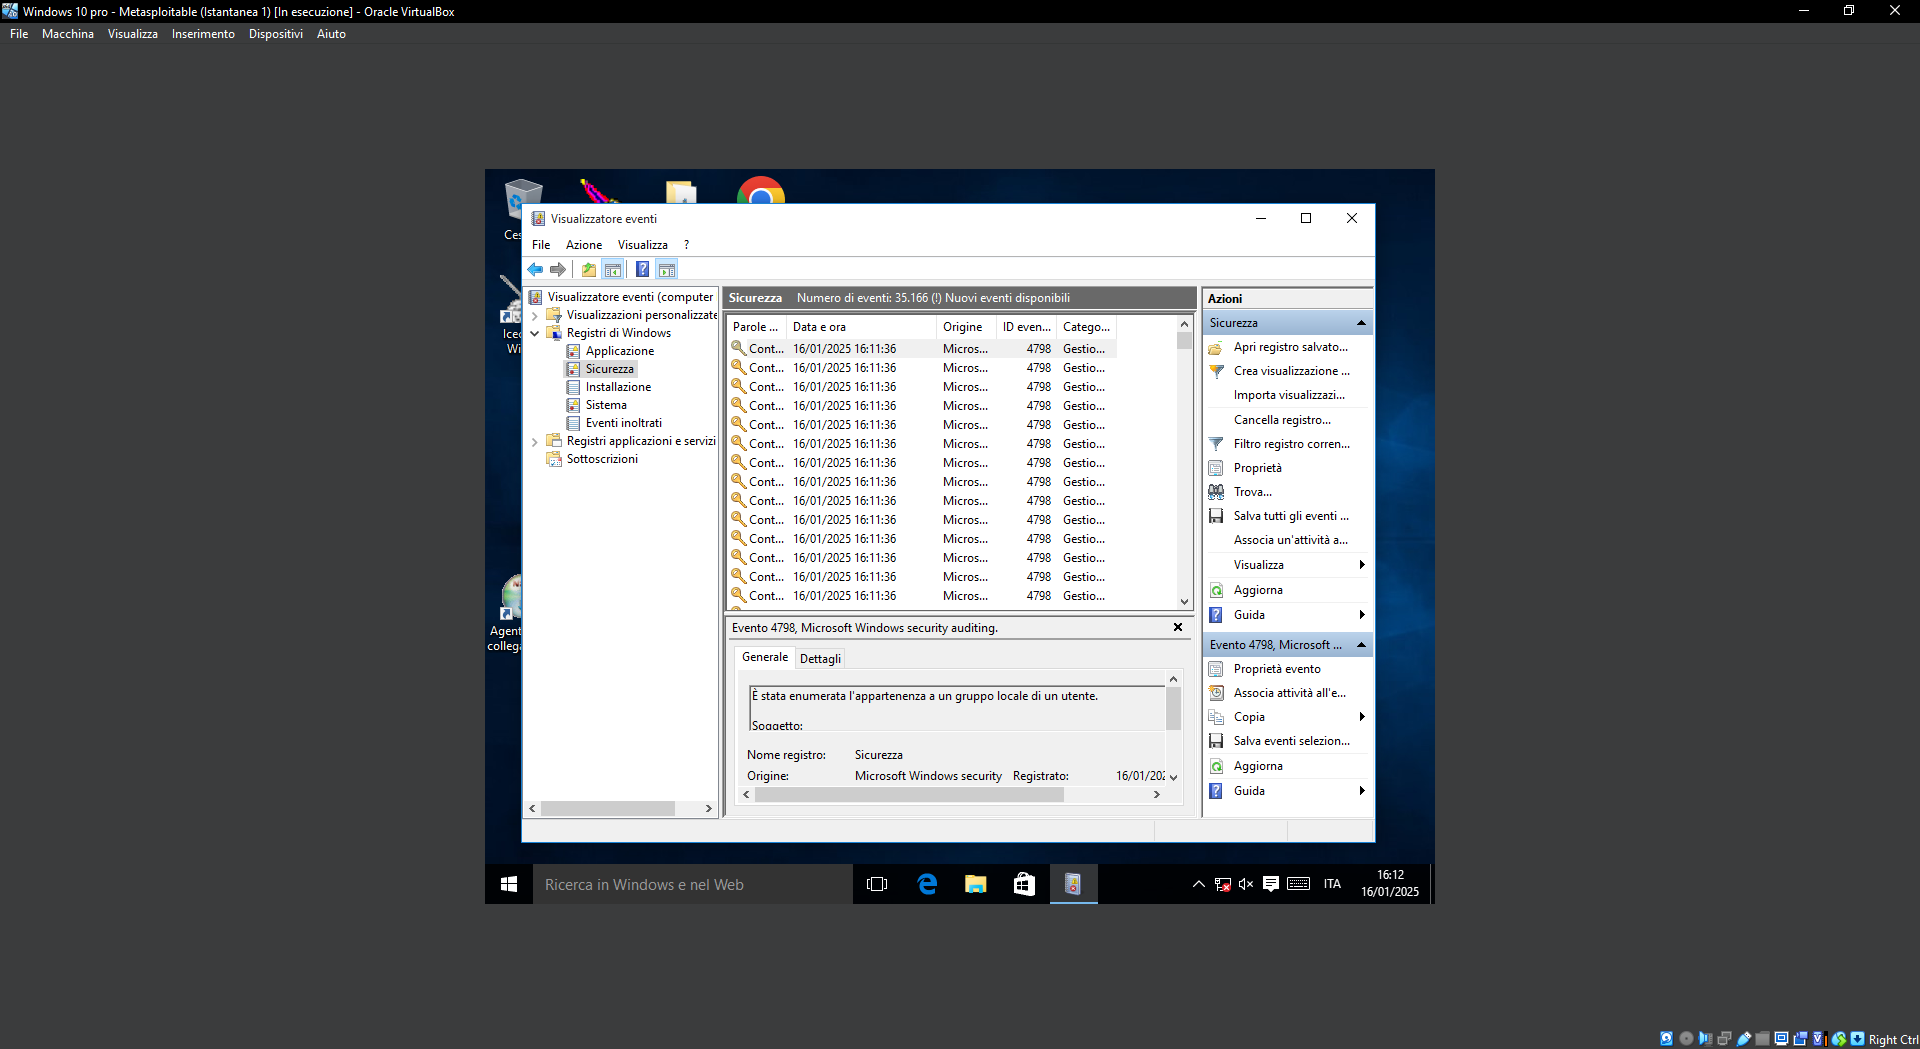 Windows 10 pro - Metasploitable (Istantanea 1) [In esecuzione] - Oracle VirtualBox
File Macchina Visualizza Inserimento Dispositivi Aiuto
Visualizzatore eventi
File Azione Visualizza ?
Visualizzatore eventi (computer
Visualizzazioni personalizzate
Registri di Windows
Applicazione
Sicurezza
Installazione
Sistema
Eventi inoltrati
Registri applicazioni e servizi
Sottoscrizioni
Sicurezza Numero di eventi: 35.166 (!) Nuovi eventi disponibili
Parole ... Data e ora Origine ID even... Catego...
Cont... 16/01/2025 16:11:36 Micros... 4798 Gestio...
Cont... 16/01/2025 16:11:36 Micros... 4798 Gestio...
Cont... 16/01/2025 16:11:36 Micros... 4798 Gestio...
Cont... 16/01/2025 16:11:36 Micros... 4798 Gestio...
Cont... 16/01/2025 16:11:36 Micros... 4798 Gestio...
Cont... 16/01/2025 16:11:36 Micros... 4798 Gestio...
Cont... 16/01/2025 16:11:36 Micros... 4798 Gestio...
Cont... 16/01/2025 16:11:36 Micros... 4798 Gestio...
Cont... 16/01/2025 16:11:36 Micros... 4798 Gestio...
Cont... 16/01/2025 16:11:36 Micros... 4798 Gestio...
Cont... 16/01/2025 16:11:36 Micros... 4798 Gestio...
Cont... 16/01/2025 16:11:36 Micros... 4798 Gestio...
Cont... 16/01/2025 16:11:36 Micros... 4798 Gestio...
Cont... 16/01/2025 16:11:36 Micros... 4798 Gestio...
Evento 4798, Microsoft Windows security auditing.
Generale Dettagli
È stata enumerata l'appartenenza a un gruppo locale di un utente.
Soggetto:
Nome registro: Sicurezza
Origine: Microsoft Windows security Registrato: 16/01/202
Azioni
Sicurezza
Apri registro salvato...
Crea visualizzazione ...
Importa visualizzazi...
Cancella registro...
Filtro registro corren...
Proprietà
Trova...
Salva tutti gli eventi ...
Associa un'attività a...
Visualizza
Aggiorna
Guida
Evento 4798, Microsoft ...
Proprietà evento
Associa attività all'e...
Copia
Salva eventi selezion...
Aggiorna
Guida
Ces
Icec
Wi
Agent
collega
Ricerca in Windows e nel Web
ITA
16:12
16/01/2025
Right Ctrl